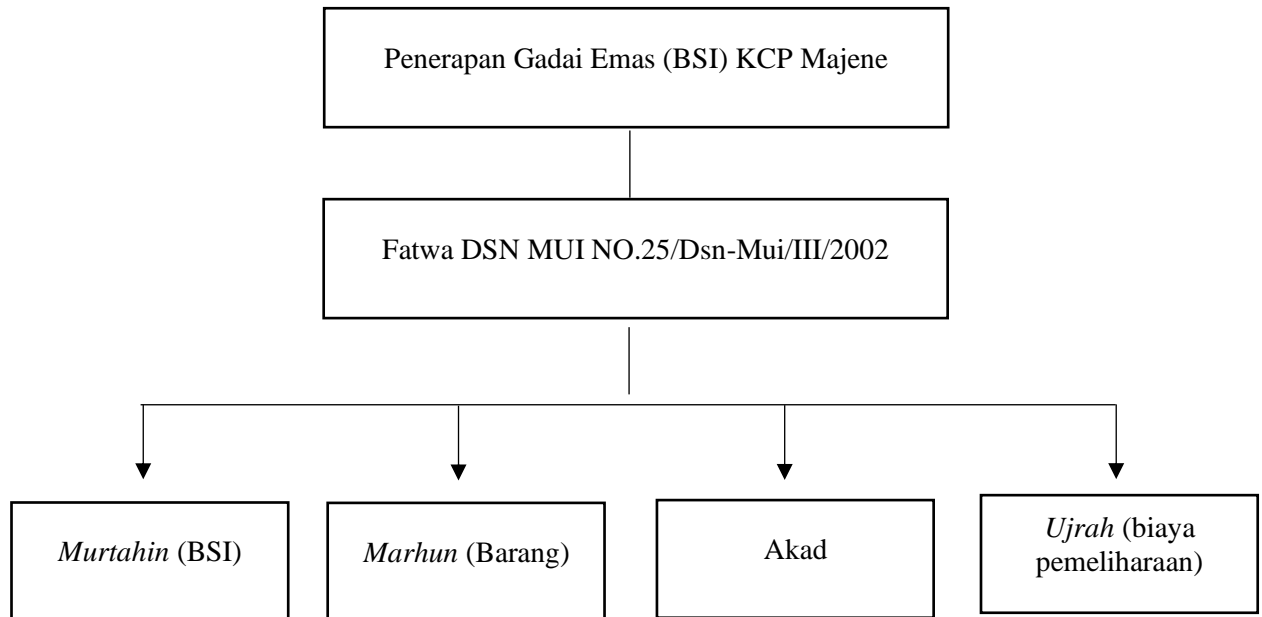 Penerapan Gadai Emas (BSI) KCP Majene
Fatwa DSN MUI NO.25/Dsn-Mui/III/2002
Murtahin (BSI)
Marhun (Barang)
Akad
Ujrah (biaya
pemeliharaan)